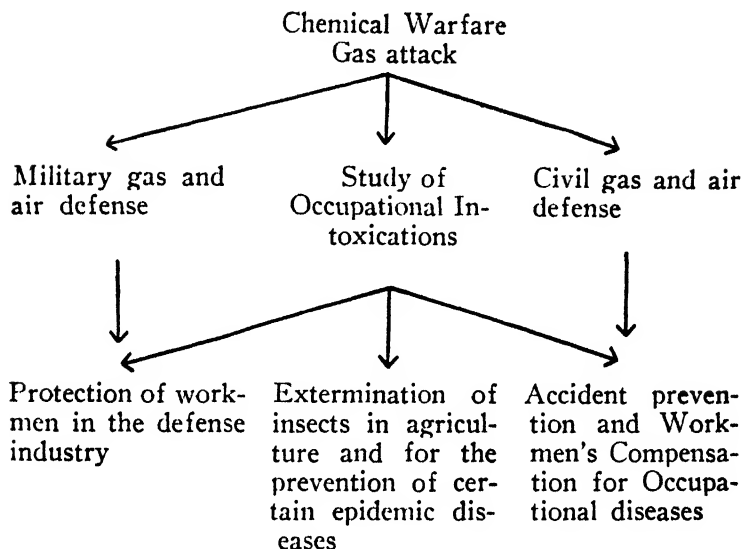 Chemical Warfare
Gas attack
Military gas and
air defense
Study of
Occupational In-
toxications
Civil gas and air
defense
Protection of work-
men in the defense
industry
Extermination of
insects in agricul-
ture and for the
prevention of cer-
tain epidemic dis-
eases
Accident preven-
tion and Work-
men's Compensa-
tion for Occupa-
tional diseases